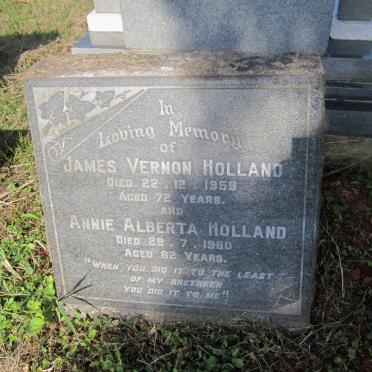 In
Loving Memory
of
JAMES VERNON HOLLAND
DIED 22 . 12 . 1959
AGED 72 YEARS.
AND
ANNIE ALBERTA HOLLAND
DIED 29 . 7 . 1960
AGED 82 YEARS.
"WHEN YOU DID IT TO THE LEAST
OF MY BRETHREN
YOU DID IT TO ME"